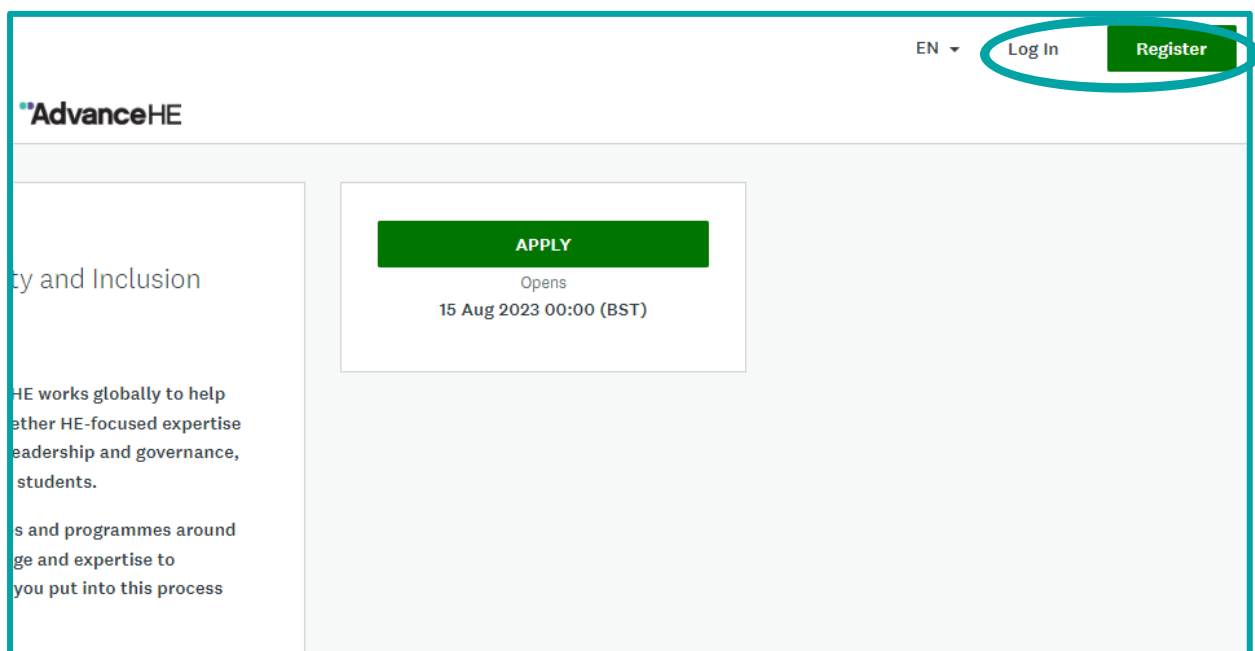 EN
Log In
Register
AdvanceHE
ty and Inclusion
HE works globally to help
ether HE-focused expertise
eadership and governance,
students.
s and programmes around
ge and expertise to
you put into this process
APPLY
Opens
15 Aug 2023 00:00 (BST)